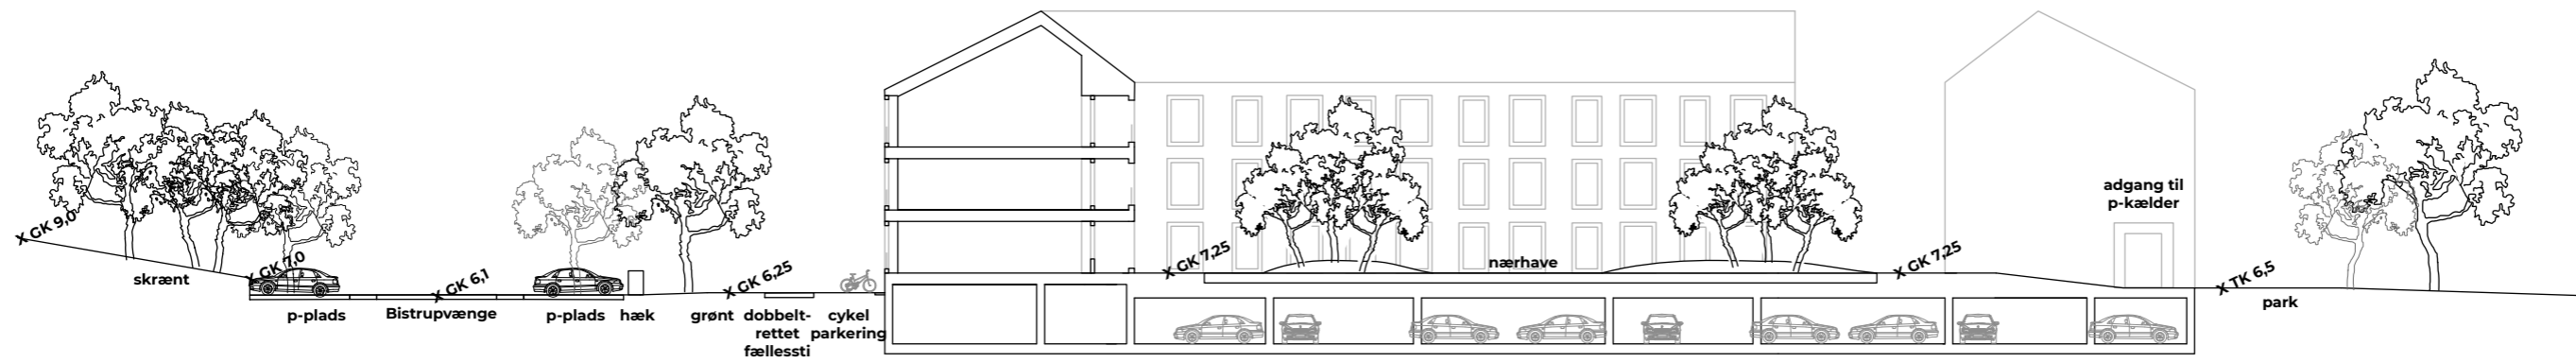 X GK 9,0
skrænt
X GK 7,0
p-plads
Bistrupvænge
X GK 6,1
p-plads
hæk
grønt
X GK 6,25
dobbelt-
rettet
fællessti
cykel
parkering
X GK 7,25
nærhave
X GK 7,25
adgang til
p-kælder
X TK 6,5
park